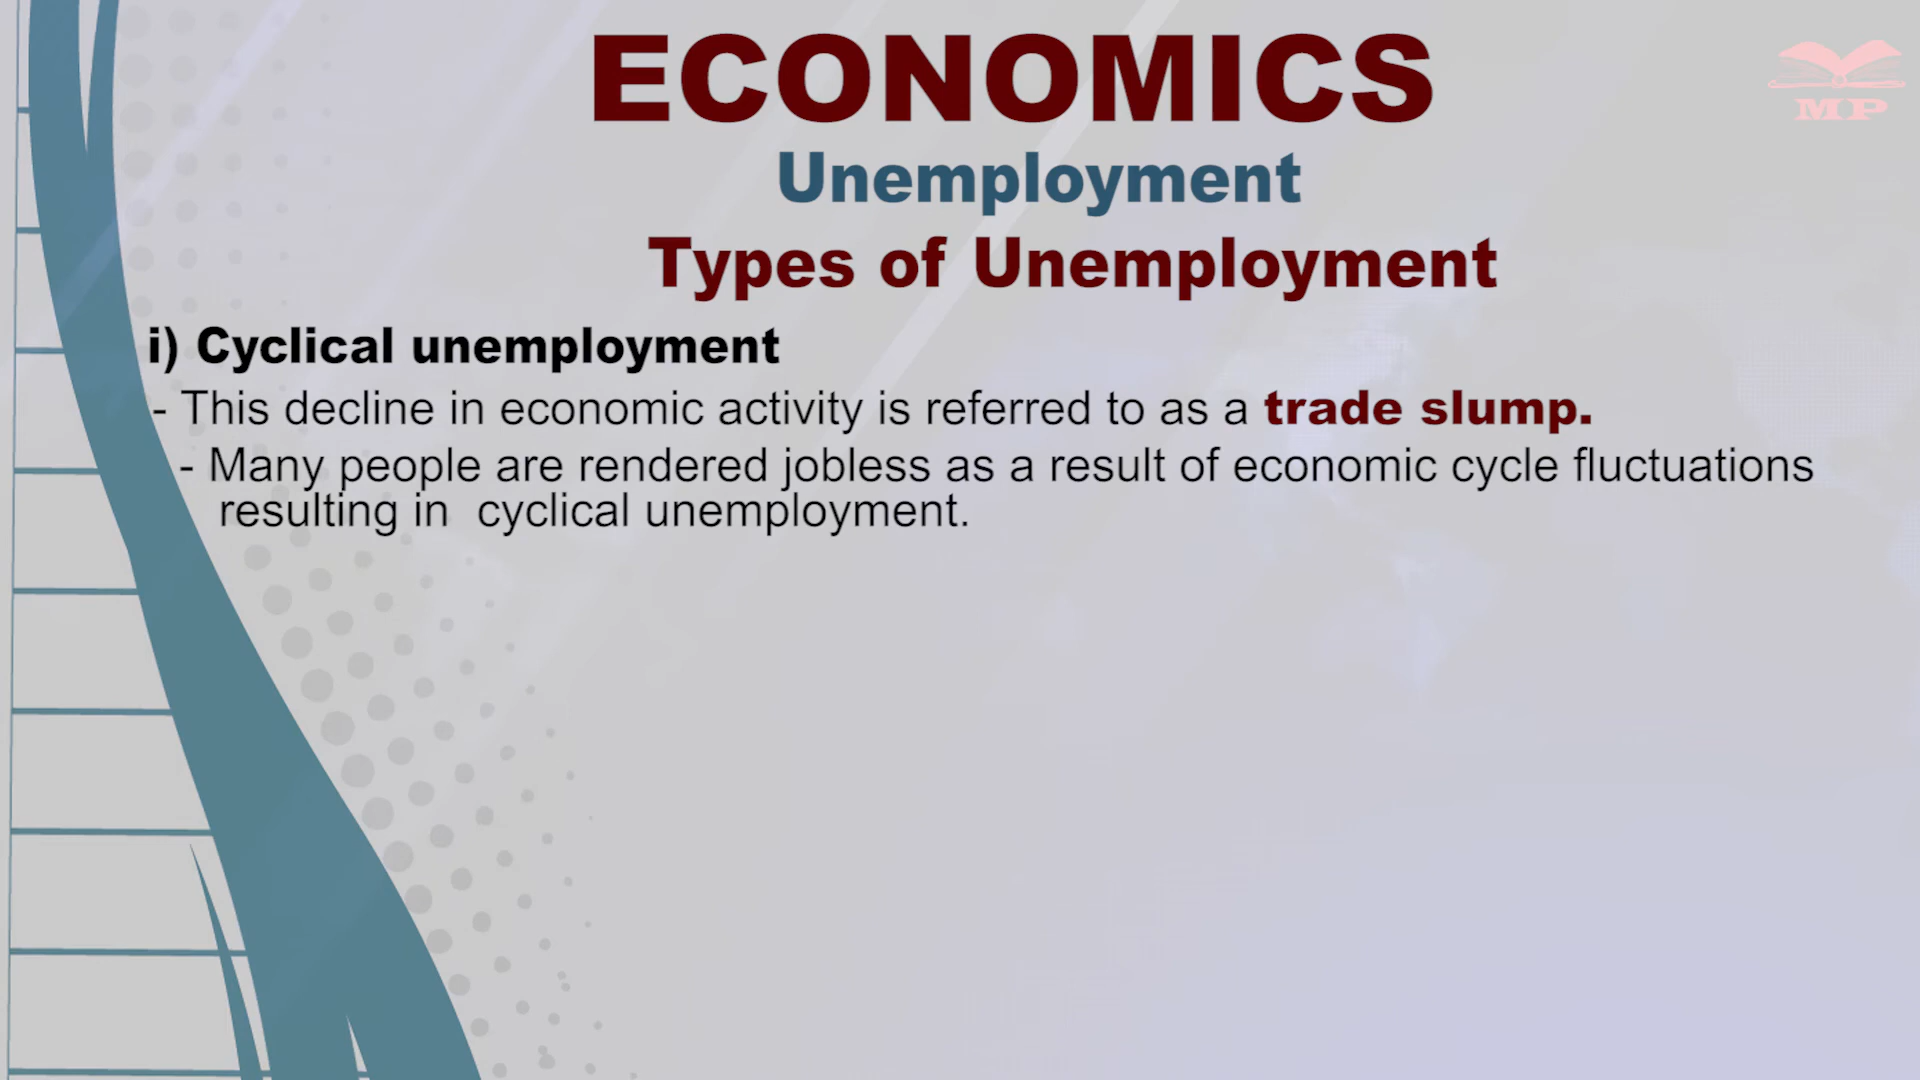 ECONOMICS
MP
Unemployment
Types of Unemployment
i) Cyclical unemployment
- This decline in economic activity is referred to as a trade slump.
- Many people are rendered jobless as a result of economic cycle fluctuations
resulting in cyclical unemployment.